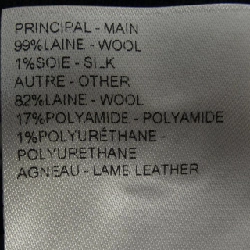 PRINCIPAL - MAIN
99%LAINE - WOOL
1%SOIE - SILK
AUTRE - OTHER
82%LAINE - WOOL
17%POLYAMIDE - POLYAMIDE
1%POLYURÉTHANE -
POLYURETHANE
AGNEAU - LAMB LEATHER